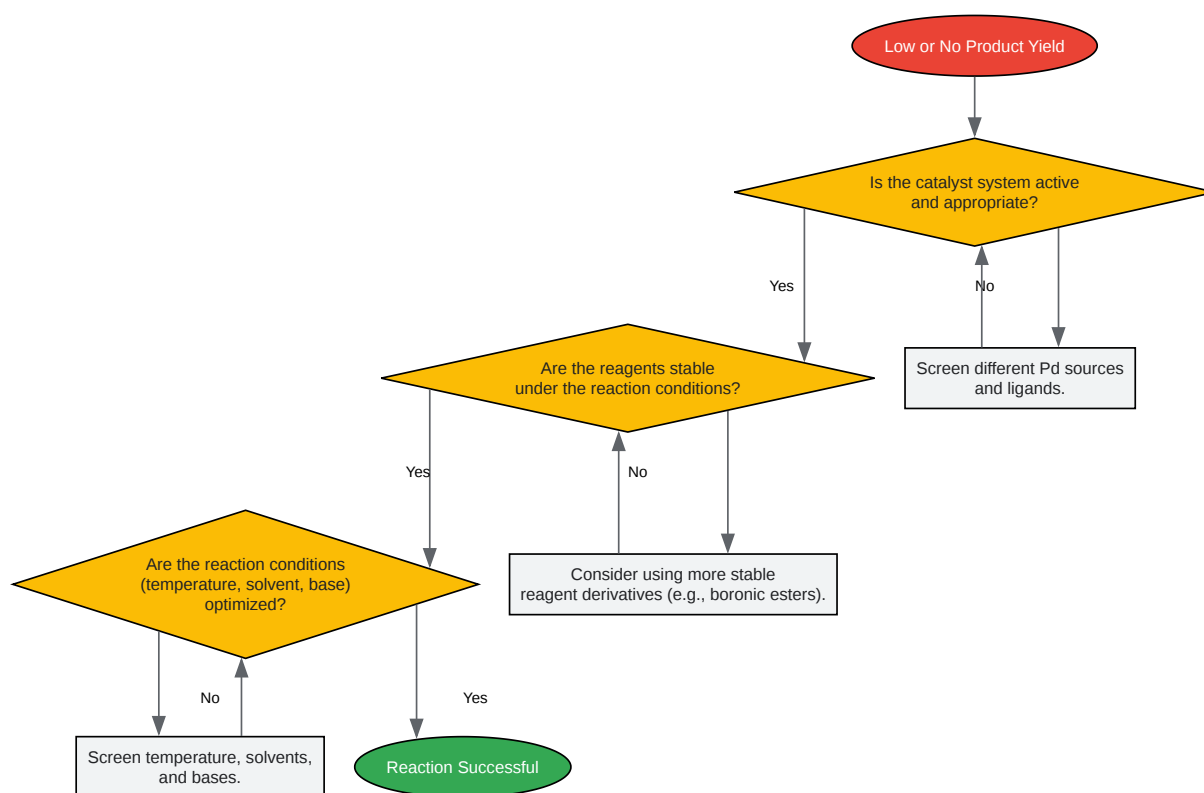 Low or No Product Yield
Is the catalyst system active
and appropriate?
Yes
No
Screen different Pd sources
and ligands.
Are the reagents stable
under the reaction conditions?
Yes
No
Consider using more stable
reagent derivatives (e.g., boronic esters).
Are the reaction conditions
(temperature, solvent, base)
optimized?
No
Yes
Screen temperature, solvents,
and bases.
Reaction Successful